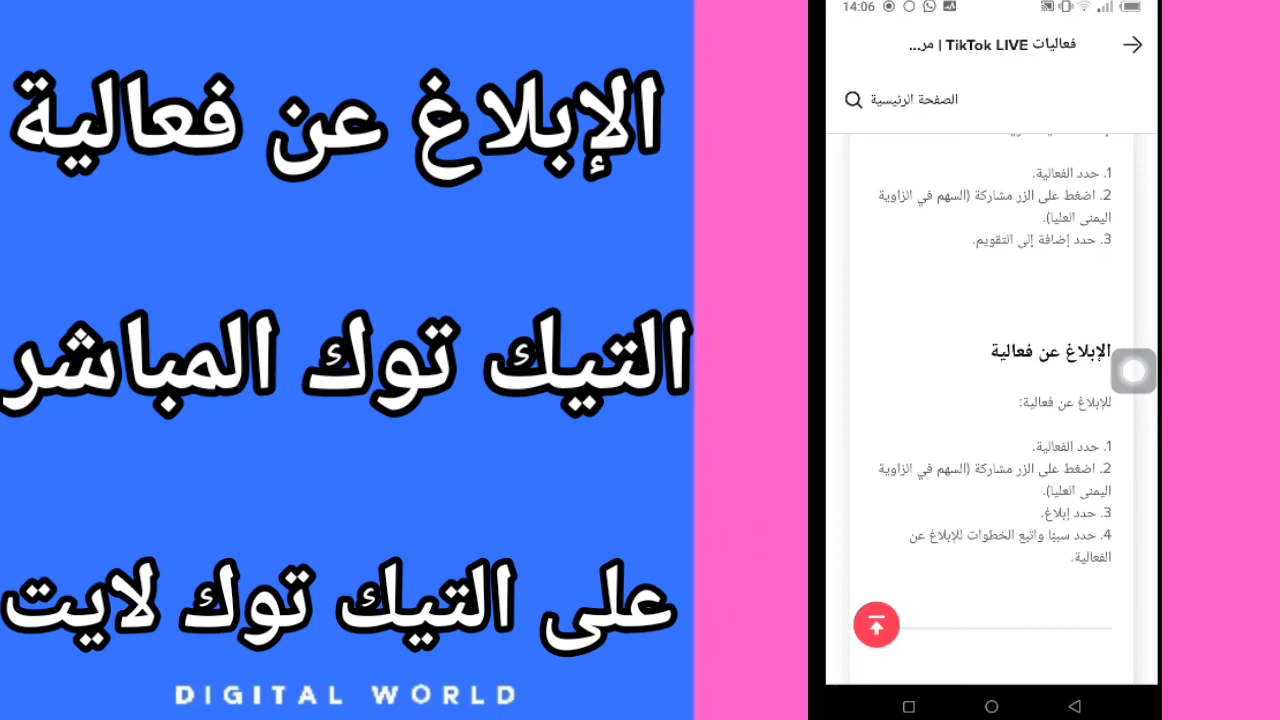 الإبلاغ عن فعالية
التيك توك المباشر
على التيك توك لايت
DIGITAL WORLD
14:06
فعاليات TikTok LIVE | مر...
الصفحة الرئيسية
1. حدد الفعالية.
2. اضغط على الزر مشاركة (السهم في الزاوية
اليمنى العليا).
3. حدد إضافة إلى التقويم.
الإبلاغ عن فعالية
للإبلاغ عن فعالية:
1. حدد الفعالية.
2. اضغط على الزر مشاركة (السهم في الزاوية
اليمنى العليا).
3. حدد إبلاغ.
4. حدد سببًا واتبع الخطوات للإبلاغ عن
الفعالية.